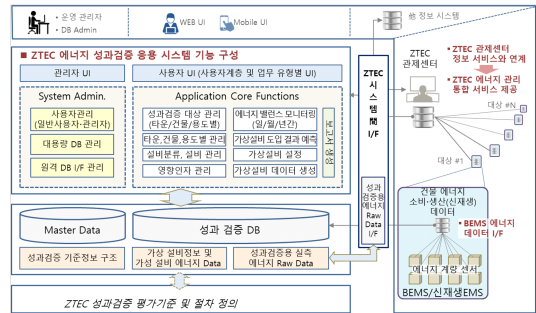 • 운영 관리자
• DB Admin
WEB UI
Mobile UI
他 정보 시스템
■ ZTEC 에너지 성과검증 응용 시스템 기능 구성
관리자 UI
사용자 UI (사용자계층 및 업무 유형별 UI)
System Admin.
사용자관리
(일반사용자-관리자)
대용량 DB 관리
원격 DB I/F 관리
Application Core Functions
성과검증 대상 관리
(타운/건물/용도별)
에너지밸런스 모니터링
(일/월/년간)
타운,건물,용도별 관리
가상설비 도입 결과 예측
설비분류, 설비 관리
가상설비 설정
영향인자 관리
가상설비 데이터 생성
보고서 생성
ZTEC
시스템
間
I/F
성과
검증용
에너지
Raw
Data
I/F
ZTEC
관제센터
• ZTEC 관제센터
정보 서비스와 연계
• ZTEC 에너지 관리
통합 서비스 제공
대상 #N
대상 #1
건물 에너지
소비·생산(신재생)
데이터
• BEMS 에너지
데이터 I/F
에너지 계량 센서
BEMS/신재생EMS
Master Data
성과 검증 DB
성과검증 기준정보 구조
가상 설비정보 및
가성 설비 에너지 Data
성과검증용 실측
에너지 Raw Data
ZTEC 성과검증 평가기준 및 절차 정의